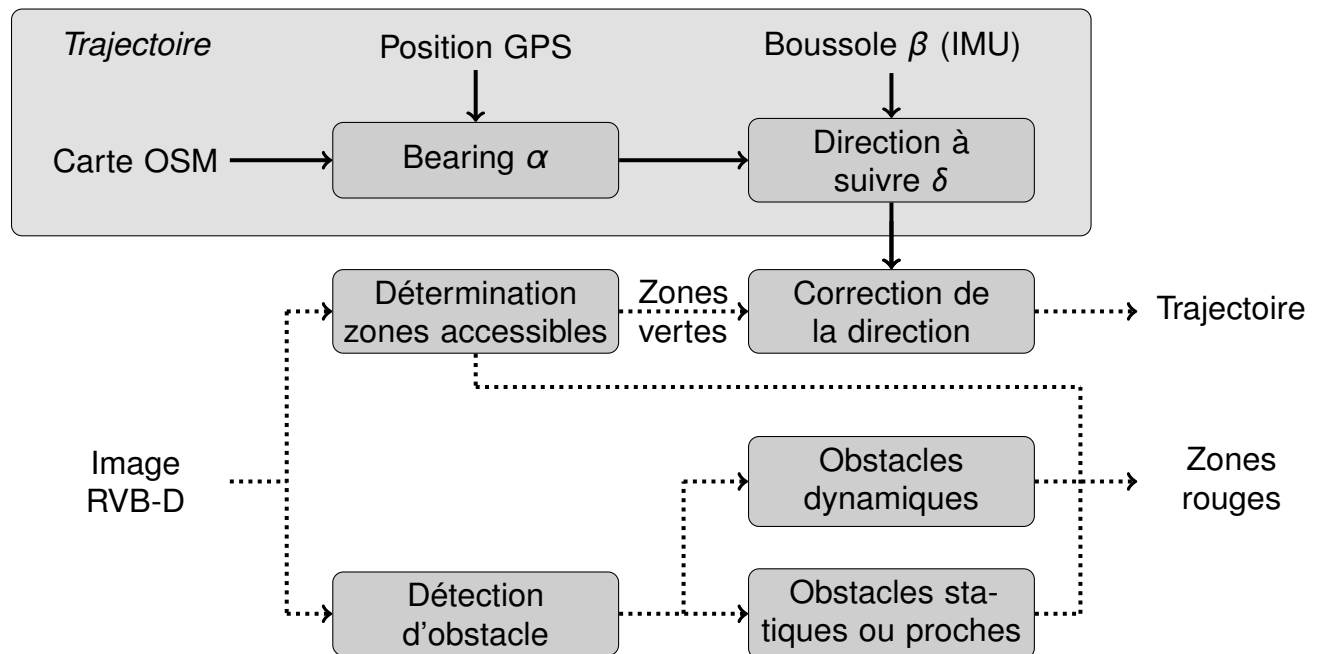 Trajectoire
Position GPS
Boussole β (IMU)
Carte OSM
Bearing α
Direction à
suivre δ
Détermination
zones accessibles
Zones
vertes
Correction de
la direction
Trajectoire
Image
RVB-D
Obstacles
dynamiques
Zones
rouges
Détection
d'obstacle
Obstacles sta-
tiques ou proches